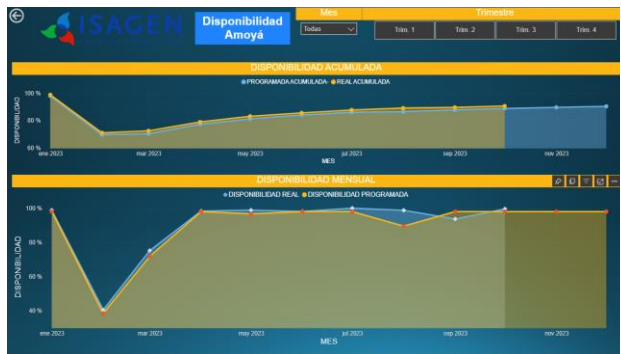 ISAGEN
Disponibilidad
Amoyá
Mes
Todas
Trimestre
Trim. 1
Trim. 2
Trim. 3
Trim. 4
DISPONIBILIDAD ACUMULADA
PROGRAMADA ACUMULADA REAL ACUMULADA
DISPONIBILIDAD
100 %
80 %
60 %
ene 2023
mar 2023
may 2023
jul 2023
sep 2023
nov 2023
MES
DISPONIBILIDAD MENSUAL
DISPONIBILIDAD REAL DISPONIBILIDAD PROGRAMADA
DISPONIBILIDAD
100 %
80 %
60 %
40 %
ene 2023
mar 2023
may 2023
jul 2023
sep 2023
nov 2023
MES